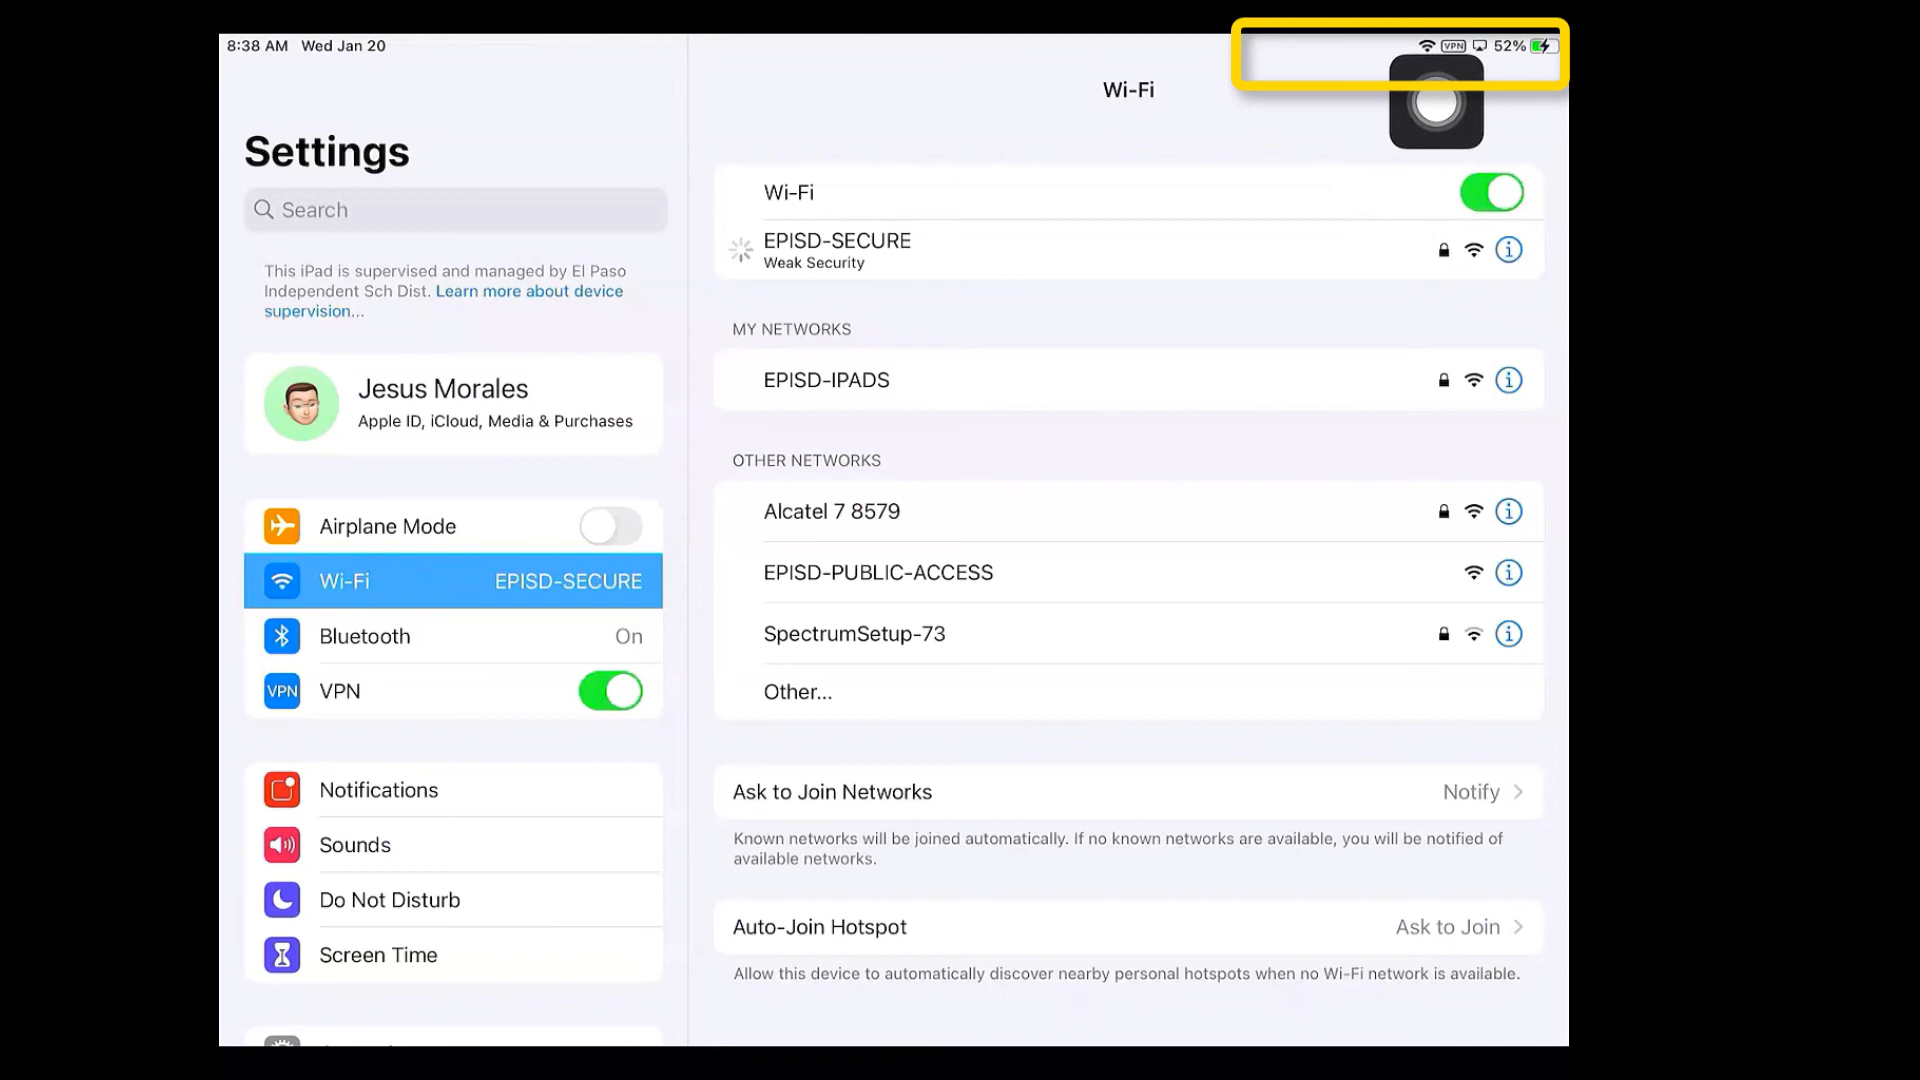 8:38 AM Wed Jan 20
VPN 52%
Wi-Fi
Settings
Search
This iPad is supervised and managed by El Paso
Independent Sch Dist. Learn more about device
supervision...
Jesus Morales
Apple ID, iCloud, Media & Purchases
Airplane Mode
Wi-Fi EPISD-SECURE
Bluetooth On
VPN VPN
Notifications
Sounds
Do Not Disturb
Screen Time
Wi-Fi
EPISD-SECURE
Weak Security
MY NETWORKS
EPISD-IPADS
OTHER NETWORKS
Alcatel 7 8579
EPISD-PUBLIC-ACCESS
SpectrumSetup-73
Other...
Ask to Join Networks Notify
Known networks will be joined automatically. If no known networks are available, you will be notified of
available networks.
Auto-Join Hotspot Ask to Join
Allow this device to automatically discover nearby personal hotspots when no Wi-Fi network is available.